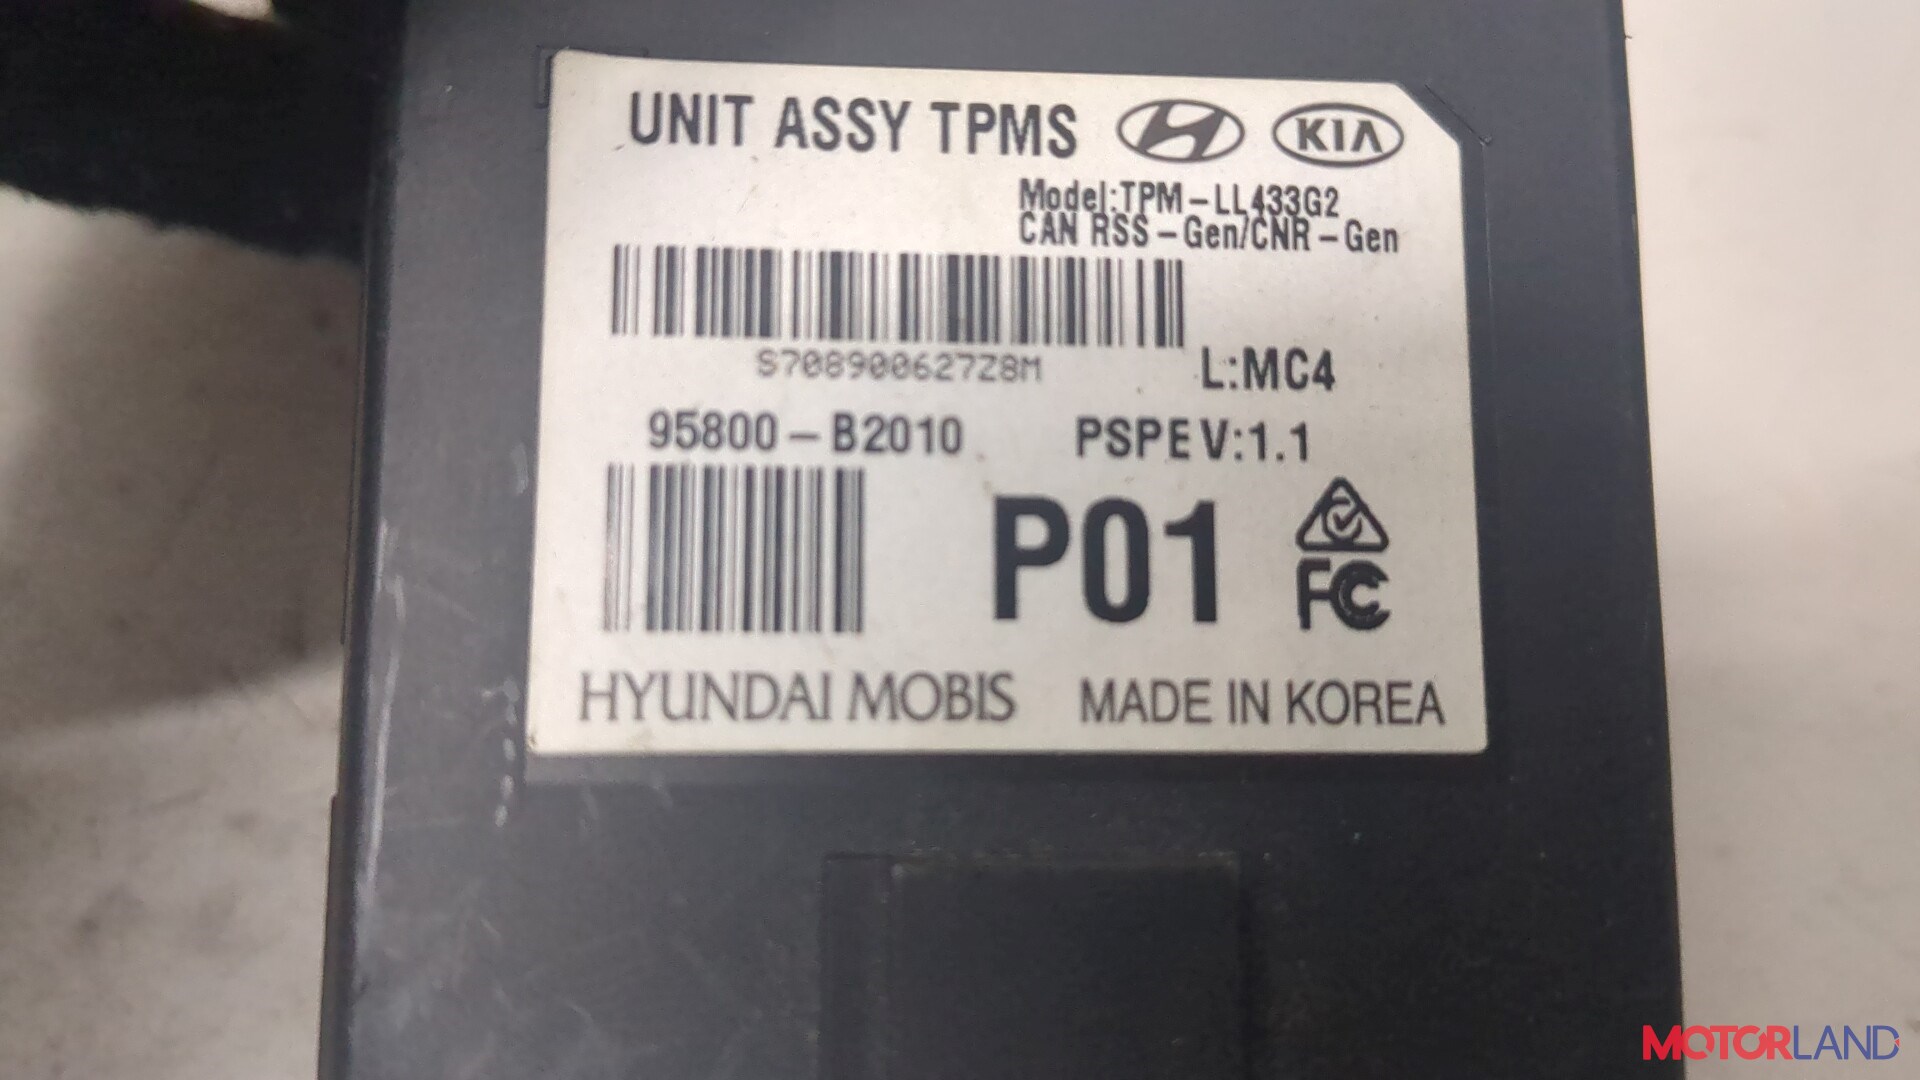 UNIT ASSY TPMS KIA
Model:TPM-LL433G2
CAN RSS-Gen/CNR-Gen
S708900627Z8M
L:MC4
95800-B2010 PSPEV:1.1
P01
FC
HYUNDAI MOBIS MADE IN KOREA
MOTORLAND